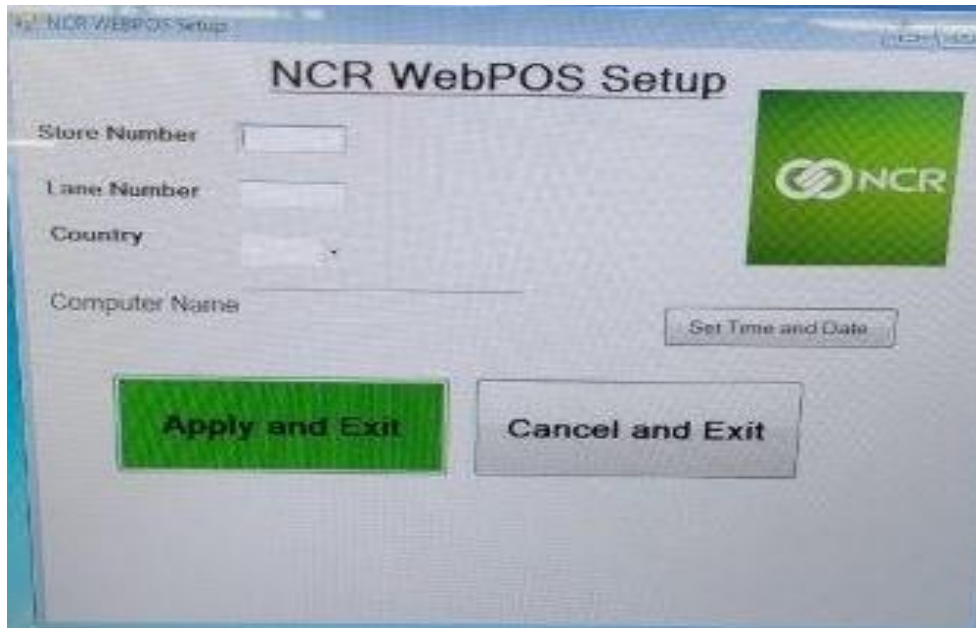 NCR WEBPOS Setup
NCR WebPOS Setup
Store Number
Lane Number
Country
Computer Name
NCR
Set Time and Date
Apply and Exit
Cancel and Exit